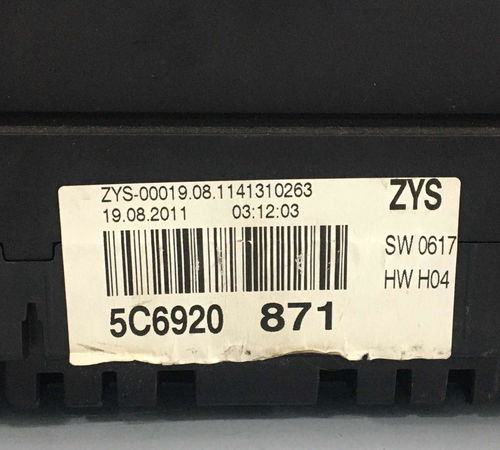 ZYS-00019.08.1141310263 ZYS
19.08.2011 03:12:03
SW 0617
HW H04
5C6920 871